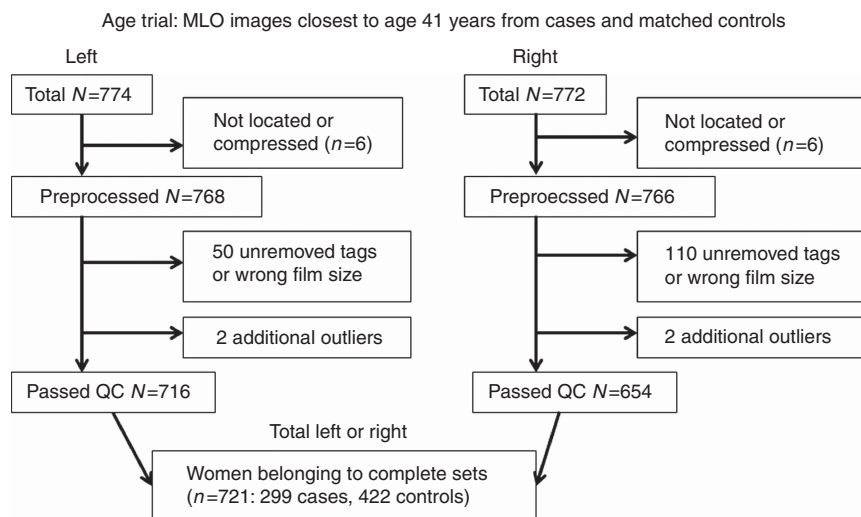 Age trial: MLO images closest to age 41 years from cases and matched controls
Left
Total N=774
Not located or
compressed (n=6)
Preprocessed N=768
50 unremoved tags
or wrong film size
2 additional outliers
Passed QC N=716
Right
Total N=772
Not located or
compressed (n=6)
Preproecssed N=766
110 unremoved tags
or wrong film size
2 additional outliers
Passed QC N=654
Total left or right
Women belonging to complete sets
(n=721: 299 cases, 422 controls)